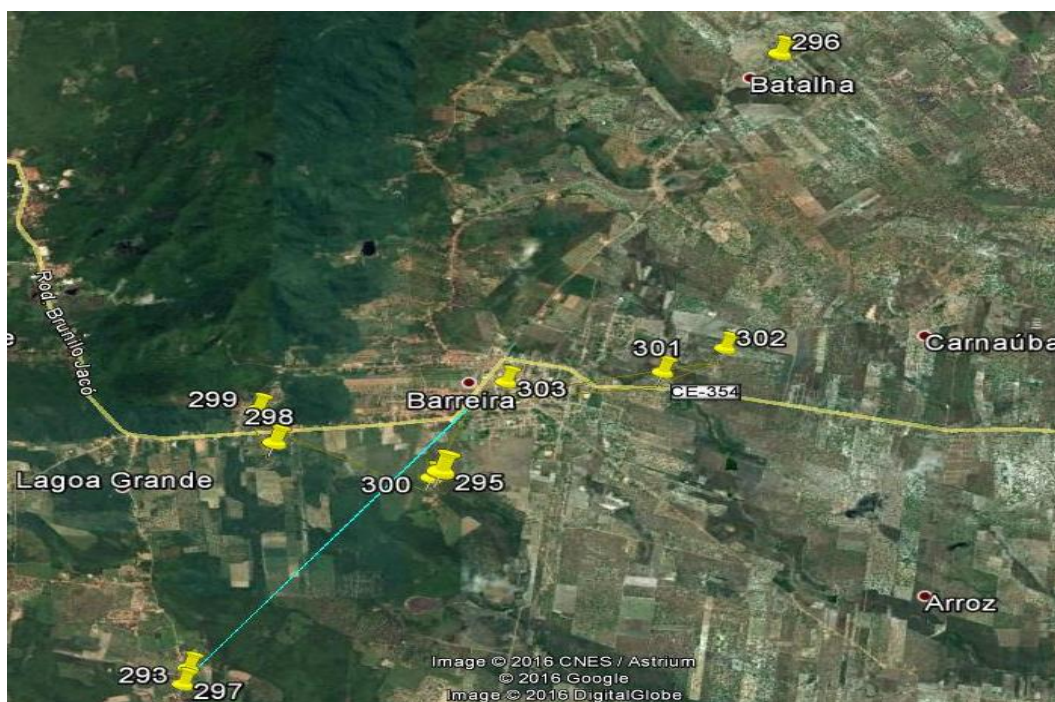 296
Batalha
Rod. Brunilo Jacó
302
301
Carnaúba
e
303
CE-354
Barreira
299
298
Lagoa Grande
300
295
Arroz
293
297
Image © 2016 CNES / Astrium
© 2016 Google
Image © 2016 DigitalGlobe